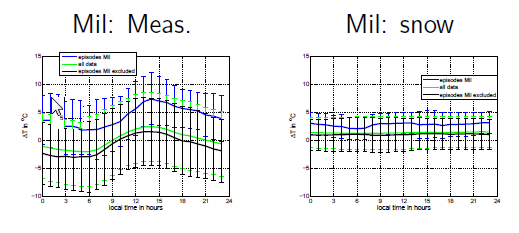 Mil: Meas.
Mil: snow
episodes Mil
all data
episodes Mil excluded
15
10
5
0
−5
−10
ΔT in °C
0 3 6 9 12 15 18 21 24
local time in hours
episodes Mil
all data
episodes Mil excluded
15
10
5
0
−5
−10
ΔT in °C
0 3 6 9 12 15 18 21 24
local time in hours